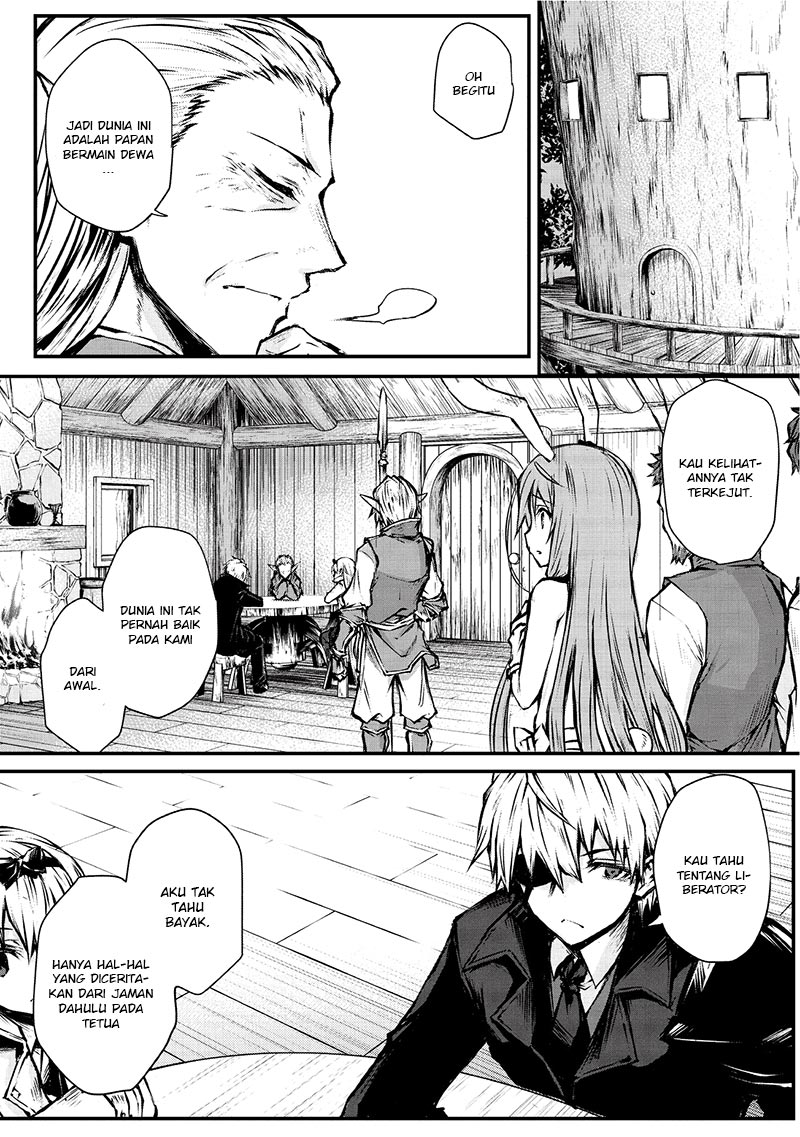 OH
BEGITU
JADI DUNIA INI
ADALAH PAPAN
BERMAIN DEWA
...
KAU KELIHAT-
ANNYA TAK
TERKEJUT.
DUNIA INI TAK
PERNAH BAIK
PADA KAMI
DARI
AWAL.
KAU TAHU
TENTANG LI-
BERATOR?
AKU TAK
TAHU
BAYAK.
HANYA HAL-HAL
YANG DICERITA-
KAN DARI JAMAN
DAHULU PADA
TETUA